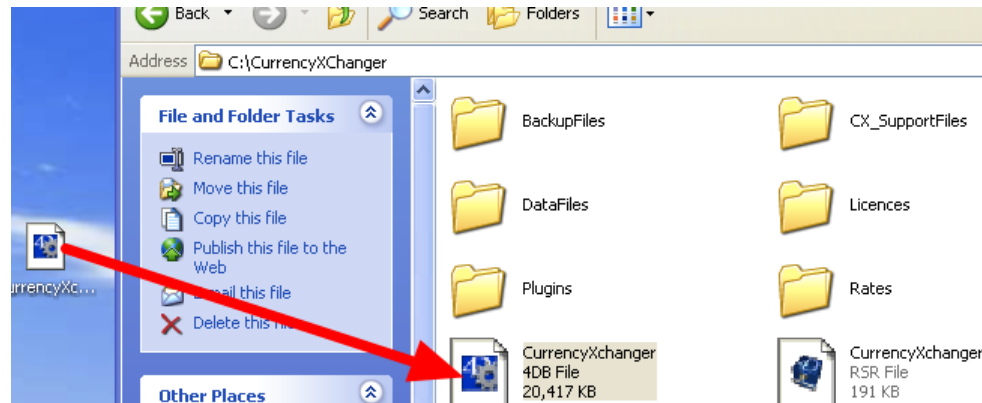 Back Search Folders
Address C:\CurrencyXChanger
File and Folder Tasks
Rename this file
Move this file
Copy this file
Publish this file to the
Web
E-mail this file
Delete this file
Other Places
BackupFiles
CX_SupportFiles
DataFiles
Licences
Plugins
Rates
CurrencyXchanger
4DB File
20,417 KB
CurrencyXchanger
RSR File
191 KB
urrencyXc...